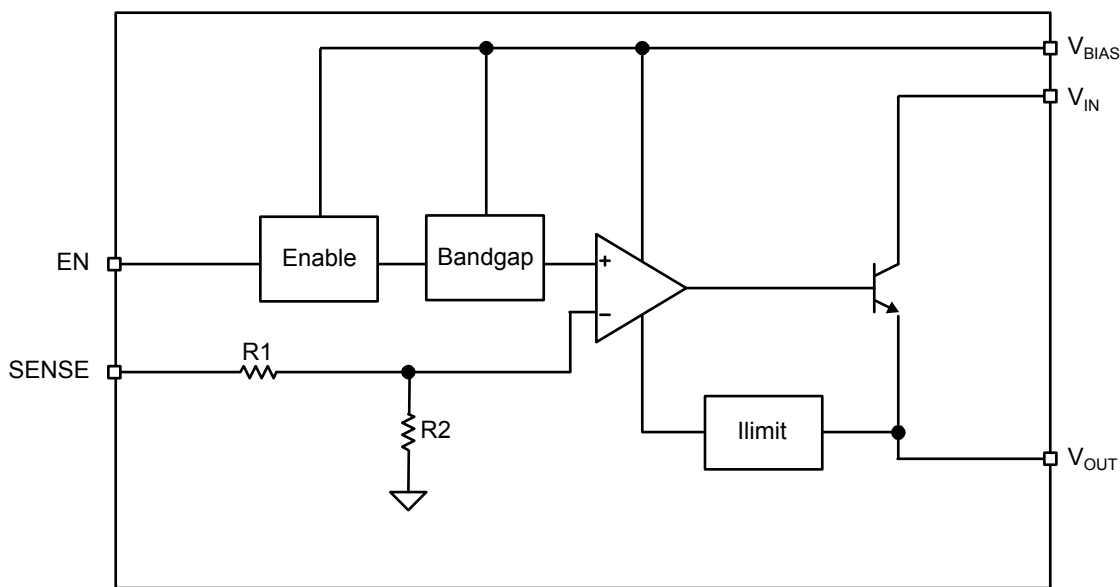 V_BIAS
V_IN
EN
Enable
Bandgap
+
−
SENSE
R1
R2
Ilimit
V_OUT